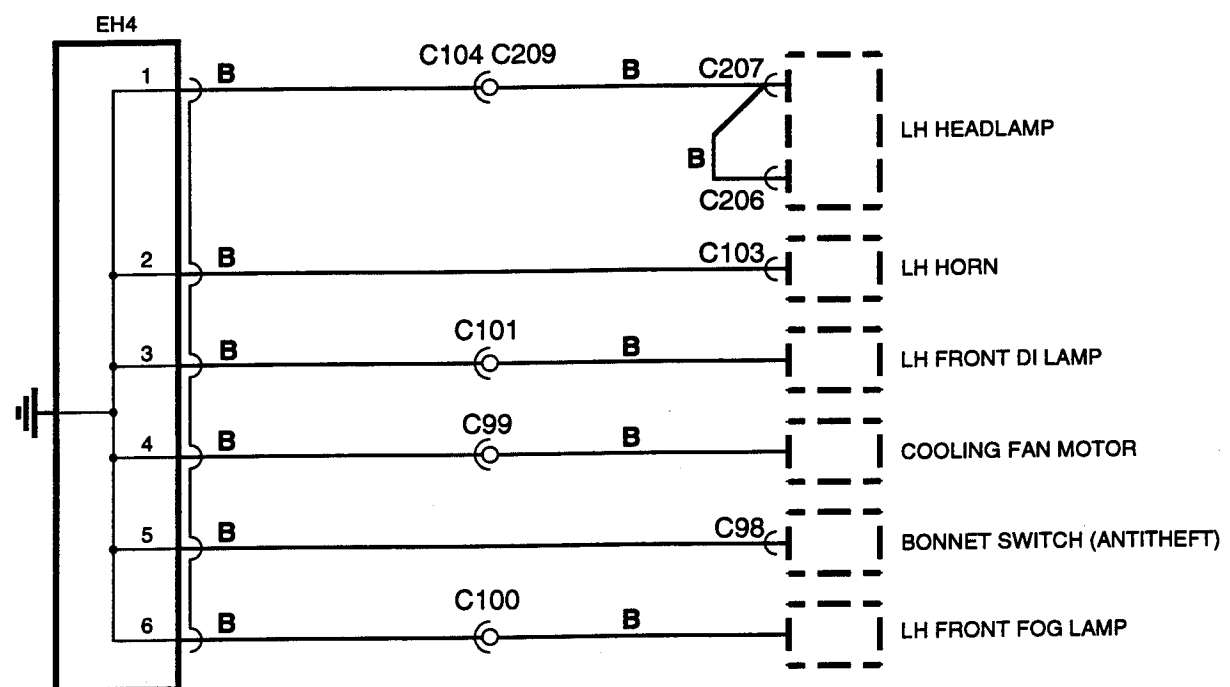 EH4
1 B C104 C209 B C207
LH HEADLAMP
B
C206
2 B C103 LH HORN
C101
3 B B LH FRONT DI LAMP
C99
4 B B COOLING FAN MOTOR
5 B C98 BONNET SWITCH (ANTITHEFT)
C100
6 B B LH FRONT FOG LAMP